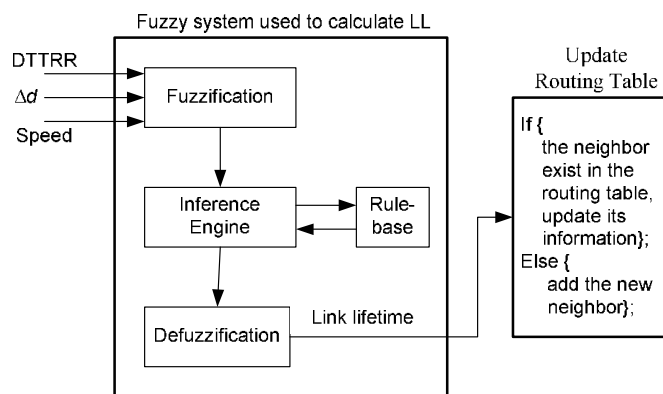 Fuzzy system used to calculate LL
DTTRR
Δd
Speed
Fuzzification
Inference
Engine
Rule-
base
Defuzzification
Link lifetime
Update
Routing Table
If {
the neighbor
exist in the
routing table,
update its
information};
Else {
add the new
neighbor};